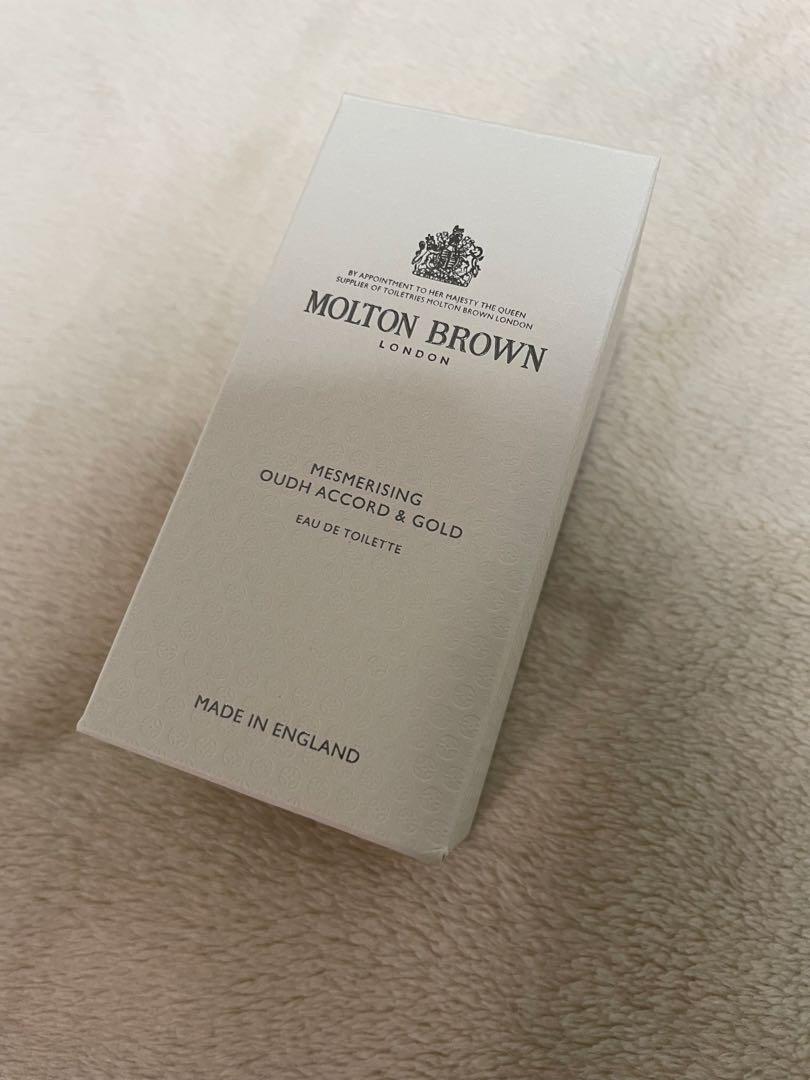 BY APPOINTMENT TO HER MAJESTY THE QUEEN
SUPPLIER OF TOILETRIES MOLTON BROWN LONDON
MOLTON BROWN
LONDON
MESMERISING
OUDH ACCORD & GOLD
EAU DE TOILETTE
MADE IN ENGLAND